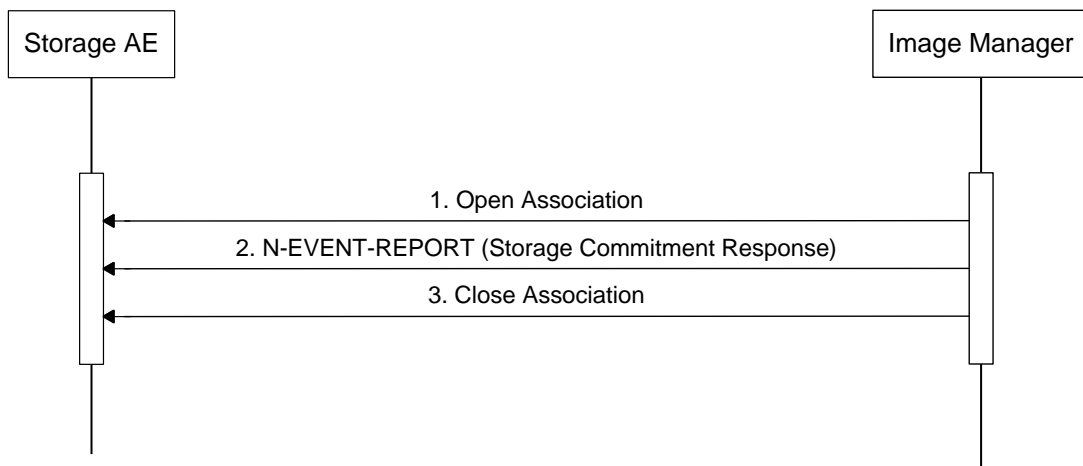 Storage AE
Image Manager
1. Open Association
2. N-EVENT-REPORT (Storage Commitment Response)
3. Close Association